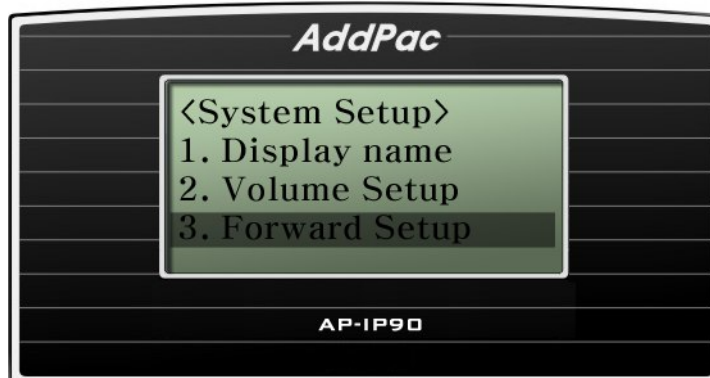 AddPac
<System Setup>
1. Display name
2. Volume Setup
3. Forward Setup
AP-IP90